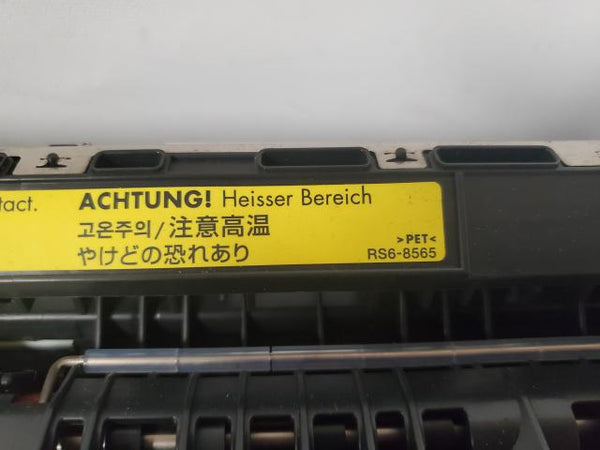 tact.
ACHTUNG! Heisser Bereich
고온주의/注意高温
やけどの恐れあり
>PET<
RS6-8565